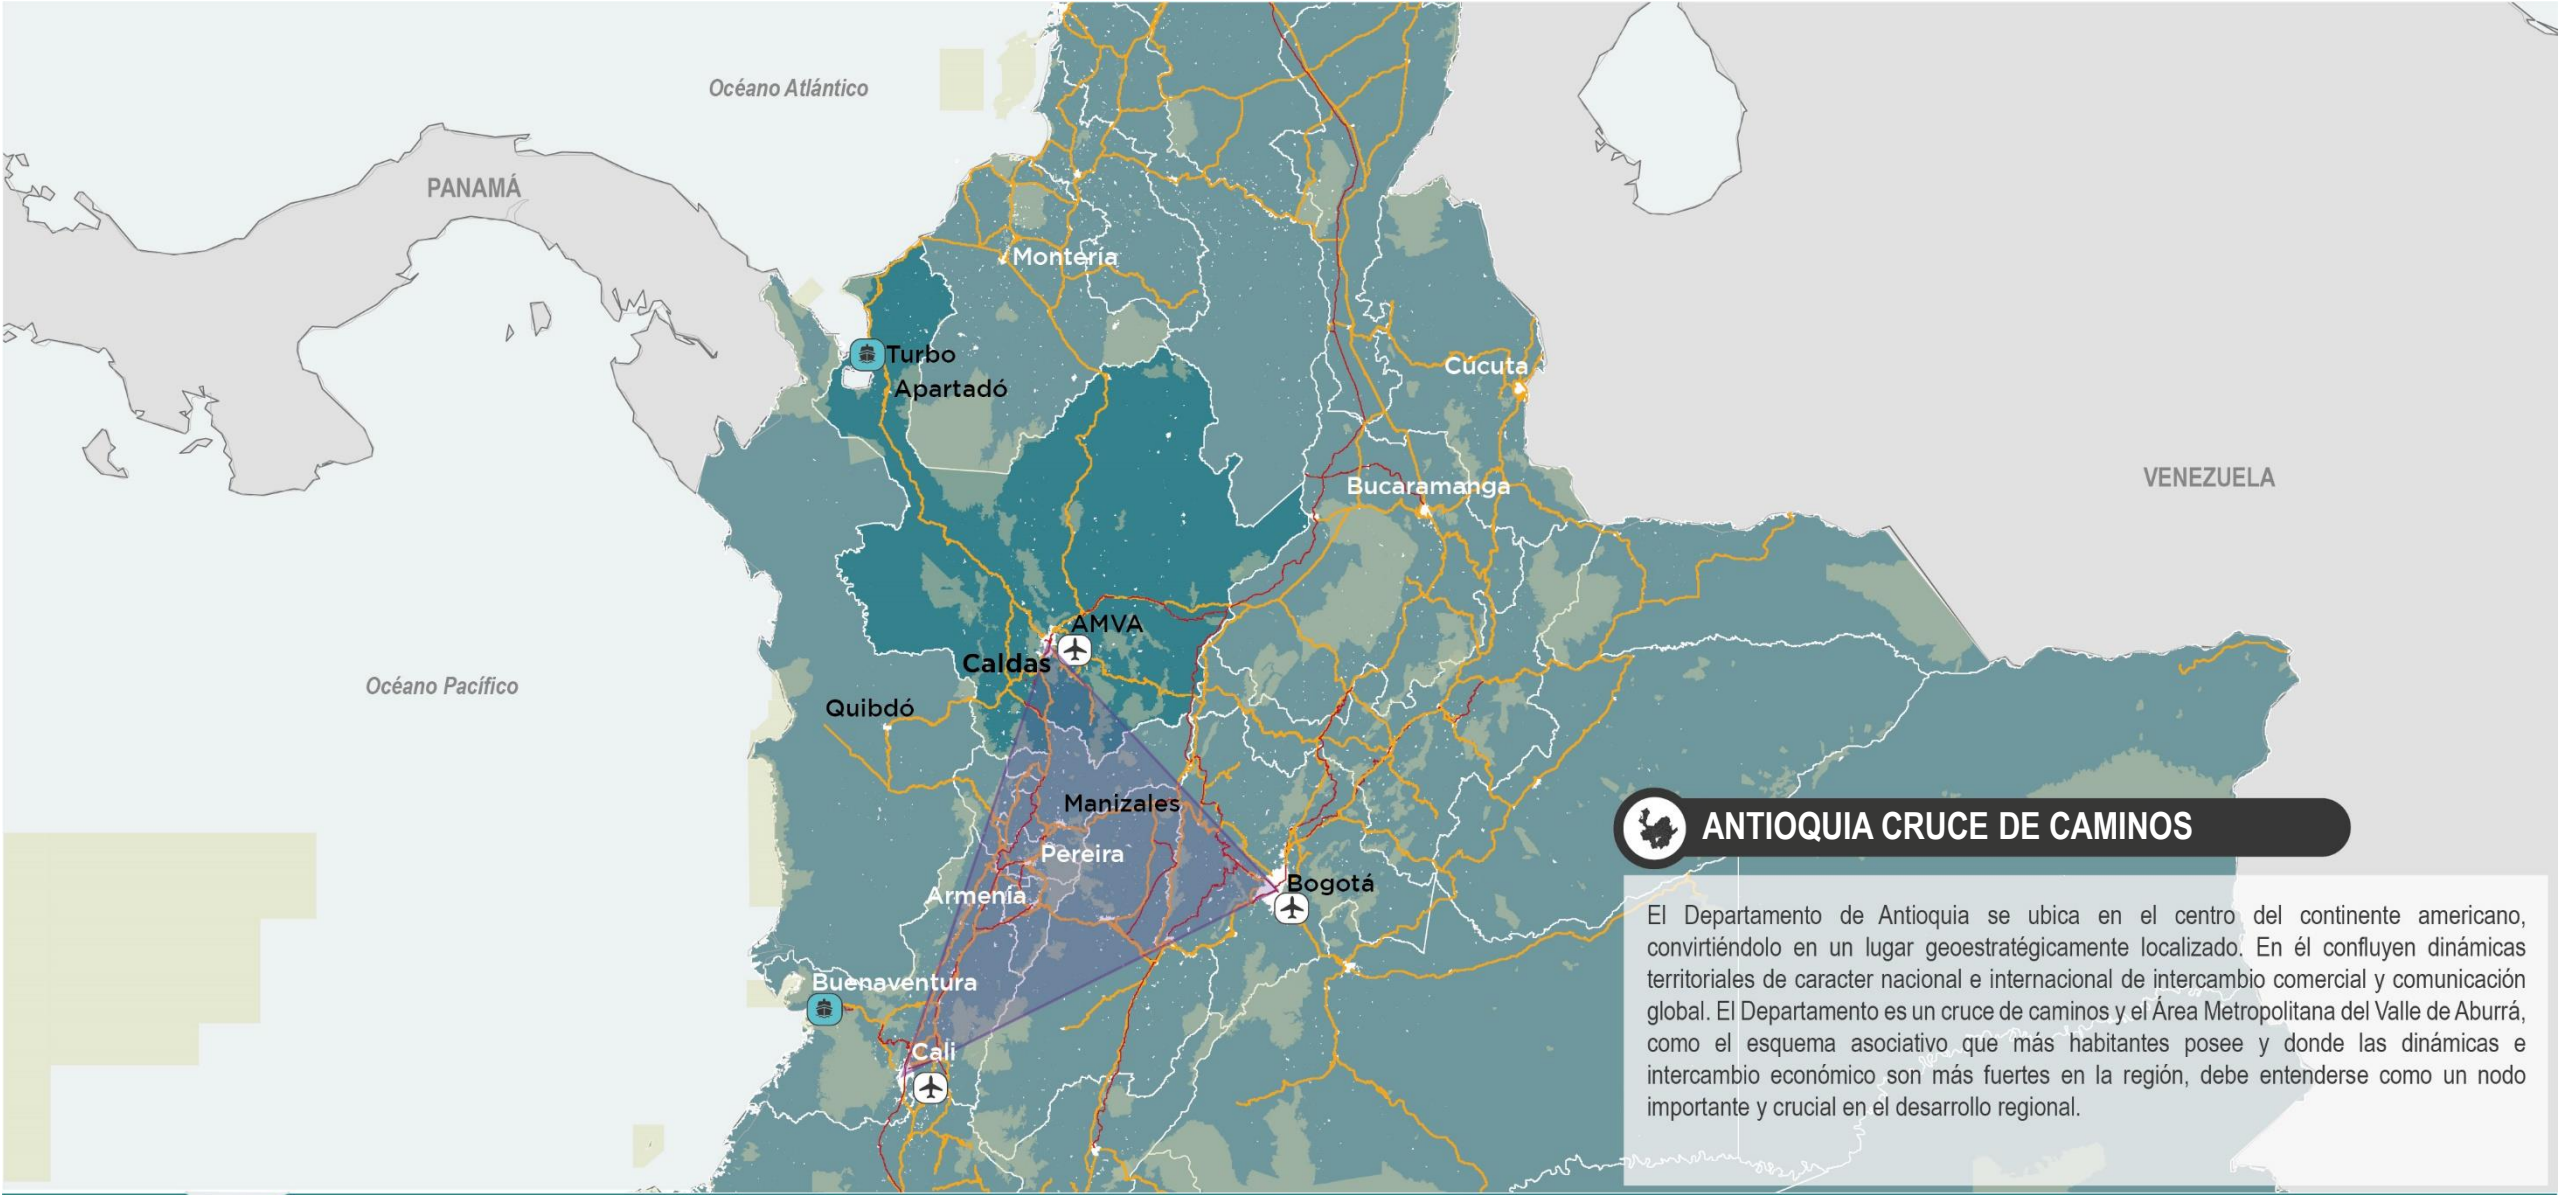 Océano Atlántico
PANAMÁ
Montería
Turbo
Apartadó
Cúcuta
Bucaramanga
VENEZUELA
AMVA
Caldas
Océano Pacífico
Quibdó
Manizales
Pereira
Armenia
Bogotá
Buenaventura
Cali
ANTIOQUIA CRUCE DE CAMINOS
El Departamento de Antioquia se ubica en el centro del continente americano,
convirtiéndolo en un lugar geoestratégicamente localizado. En él confluyen dinámicas
territoriales de caracter nacional e internacional de intercambio comercial y comunicación
global. El Departamento es un cruce de caminos y el Área Metropolitana del Valle de Aburrá,
como el esquema asociativo que más habitantes posee y donde las dinámicas e
intercambio económico son más fuertes en la región, debe entenderse como un nodo
importante y crucial en el desarrollo regional.